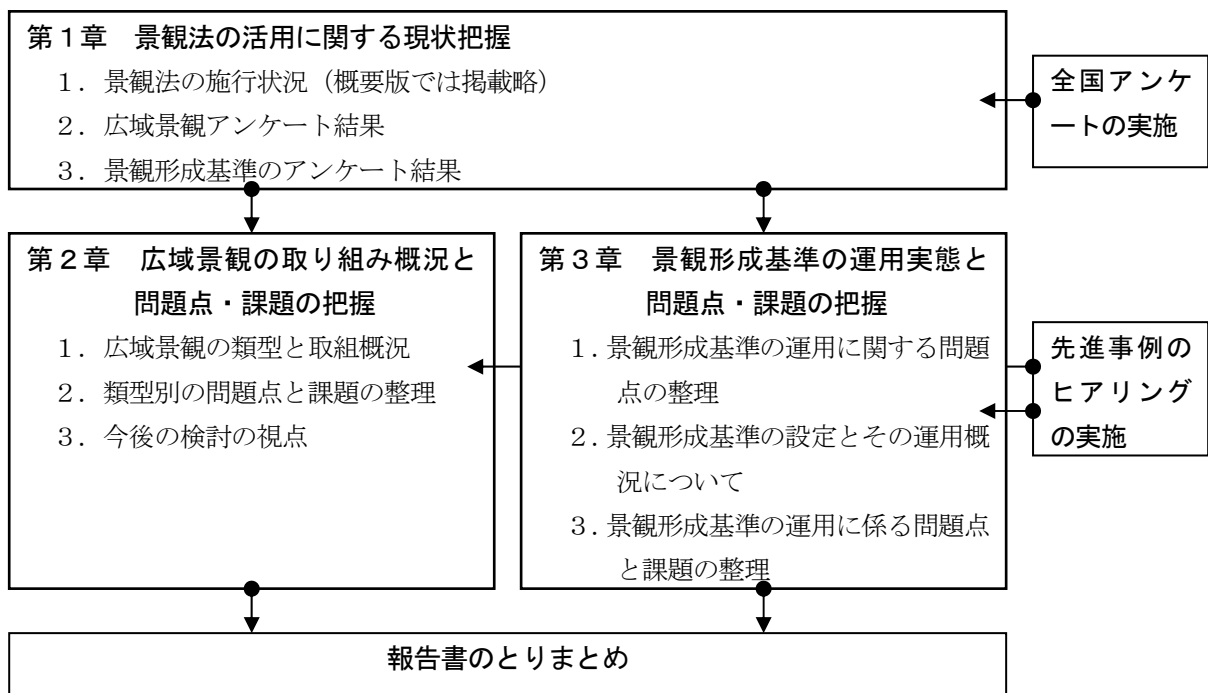 第１章　景観法の活用に関する現状把握
１．景観法の施行状況（概要版では掲載略）
２．広域景観アンケート結果
３．景観形成基準のアンケート結果
全国アンケ
ートの実施
第２章　広域景観の取り組み概況と
問題点・課題の把握
１．広域景観の類型と取組概況
２．類型別の問題点と課題の整理
３．今後の検討の視点
第３章　景観形成基準の運用実態と
問題点・課題の把握
１．景観形成基準の運用に関する問題
点の整理
２．景観形成基準の設定とその運用概
況について
３．景観形成基準の運用に係る問題点
と課題の整理
先進事例の
ヒアリング
の実施
報告書のとりまとめ